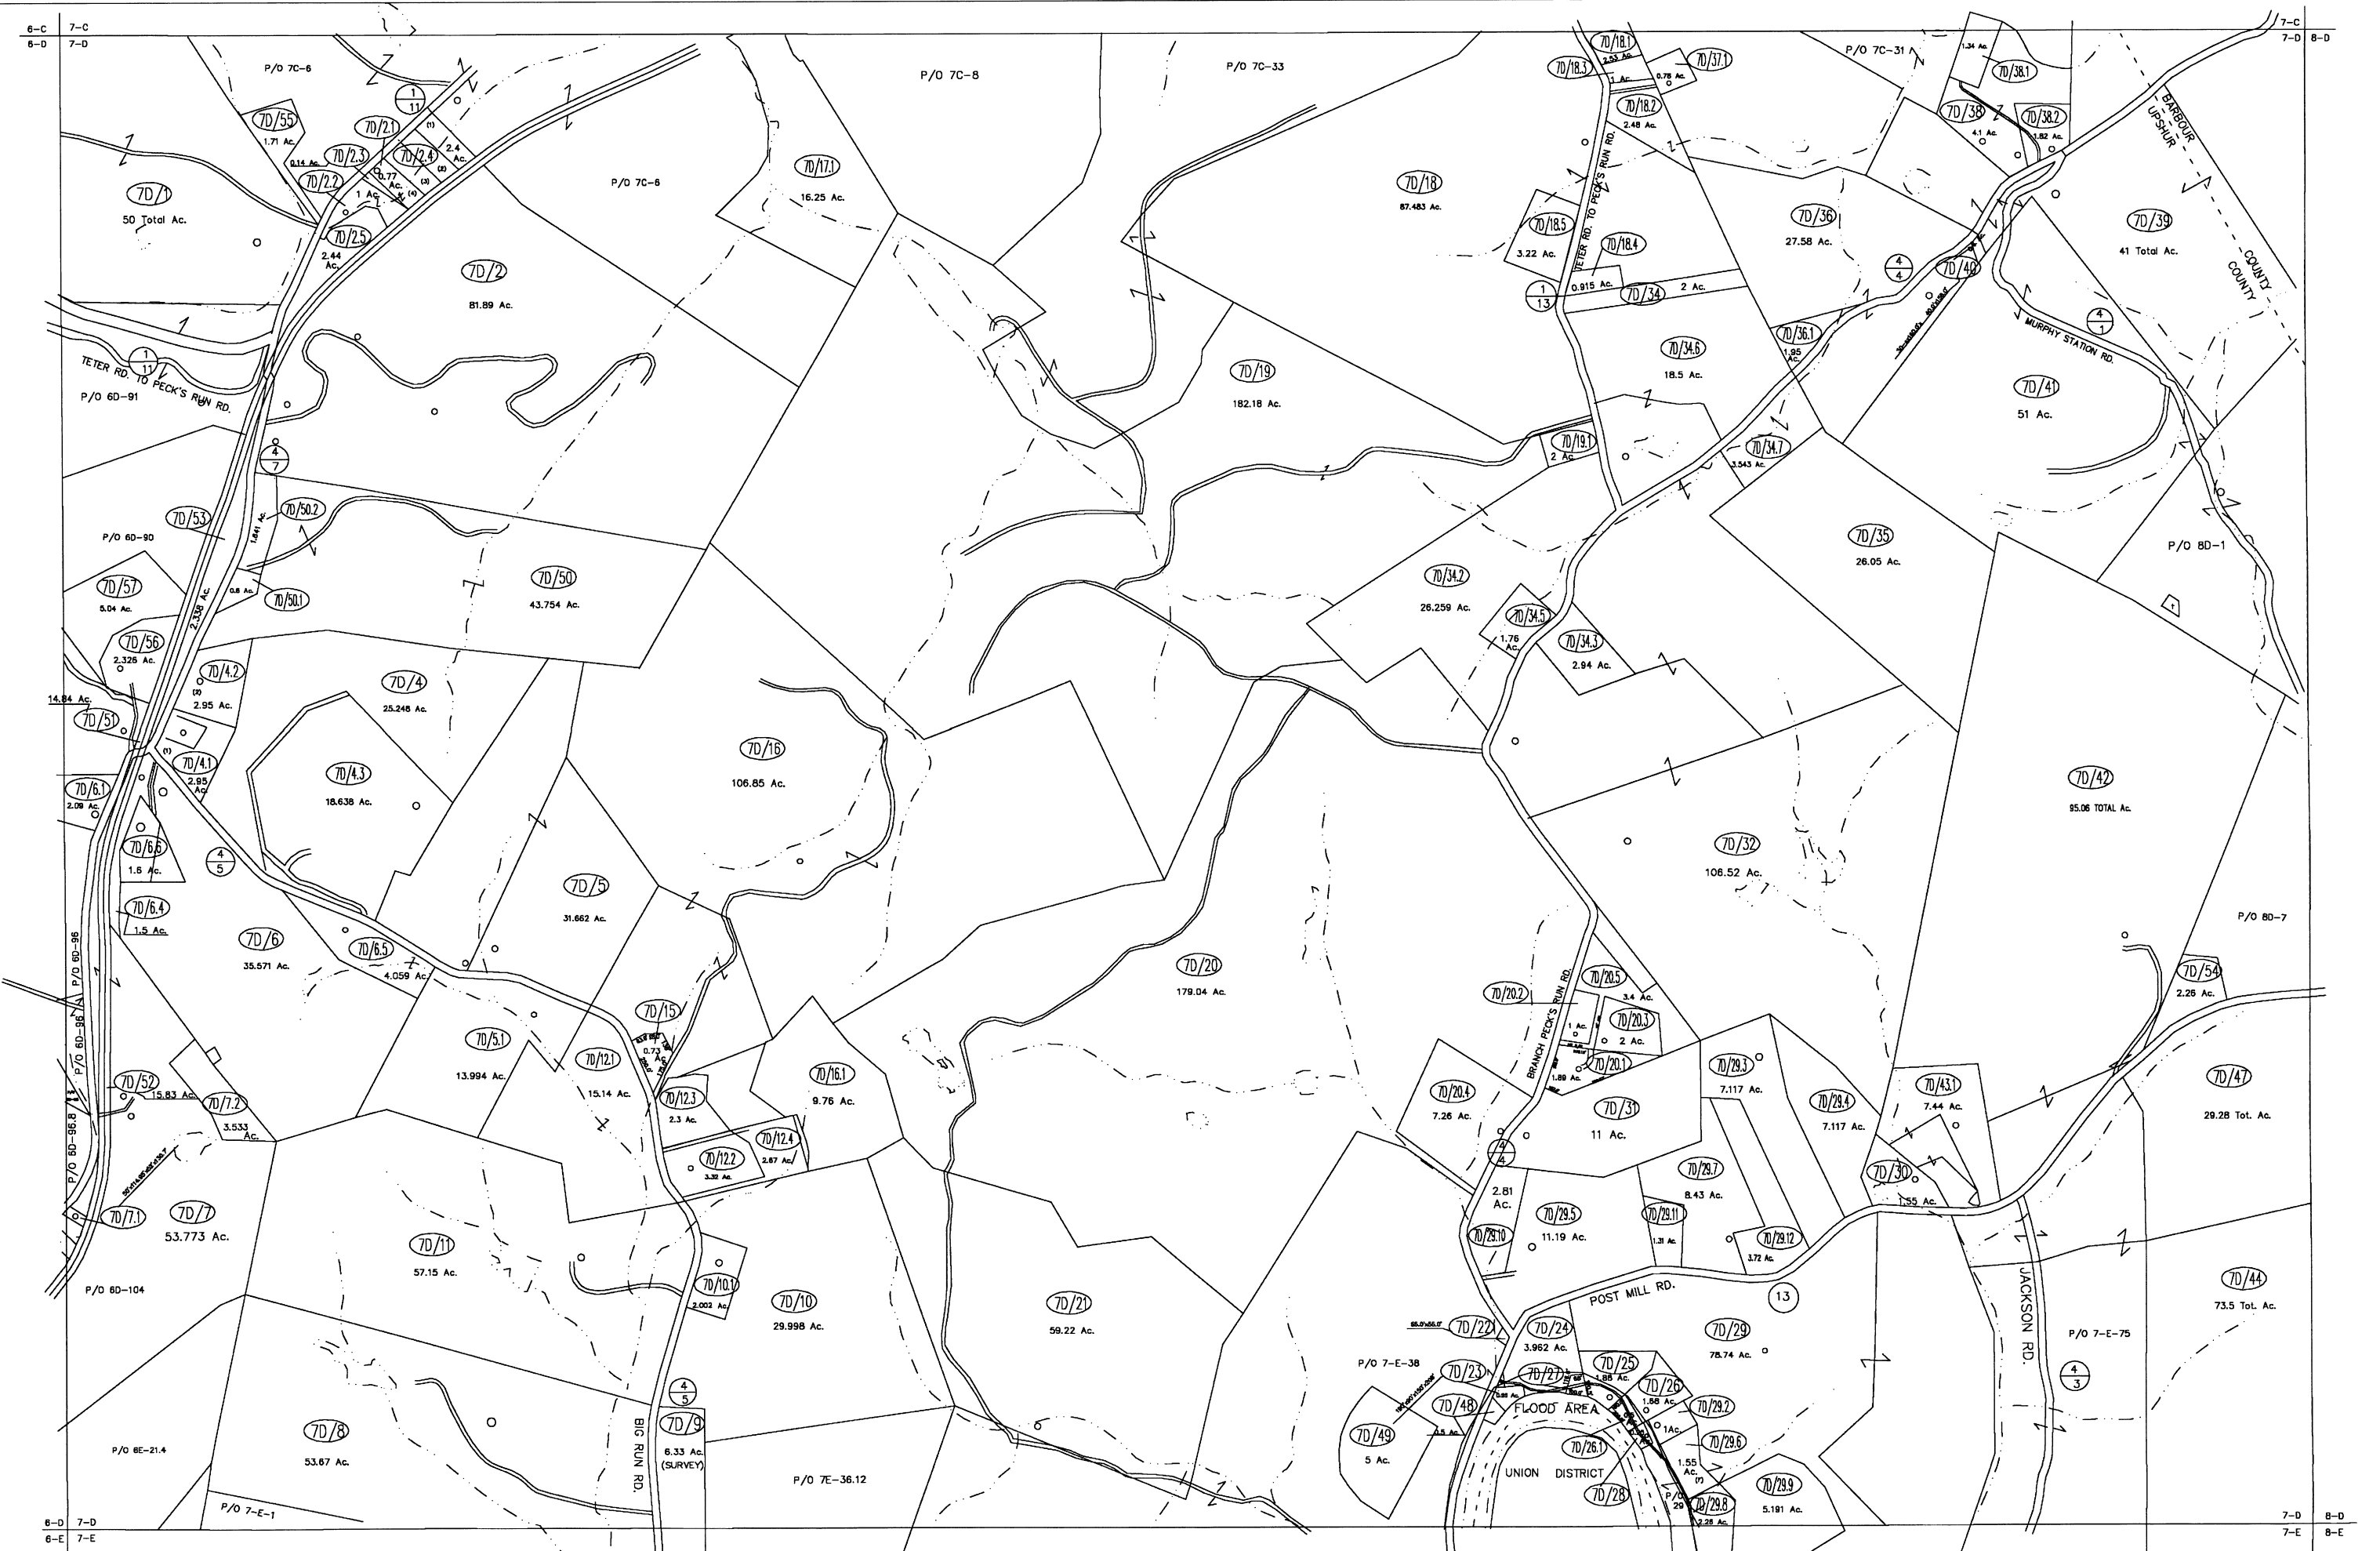 6-C 7-C
6-D 7-D
7-C
7-D 8-D
P/O 7C-6
P/O 7C-8
P/O 7C-33
P/O 7C-31
7D/18.1
2.53 Ac.
7D/18.3
1 Ac.
7D/37.1
0.78 Ac.
7D/18.2
2.48 Ac.
1.34 Ac.
7D/38.1
7D/38
4.1 Ac.
7D/38.2
1.62 Ac.
BARBOUR COUNTY
UPSHUR COUNTY
1
11
7D/55
1.71 Ac.
7D/2.1
7D/2.3
0.14 Ac.
7D/2.4
(1)
2.4
Ac.
(2)
(3)
(4)
0.77
Ac.
7D/2.2
1 Ac.
7D/2.5
2.44
Ac.
7D/1
50 Total Ac.
P/O 7C-6
7D/17.1
16.25 Ac.
7D/18
87.483 Ac.
TETER RD. TO PECK'S RUN RD.
7D/18.5
3.22 Ac.
7D/18.4
0.915 Ac.
7D/34
2 Ac.
1
13
7D/36
27.58 Ac.
4
4
7D/40
7D/39
41 Total Ac.
7D/2
81.89 Ac.
1
11
TETER RD. TO PECK'S RUN RD.
P/O 6D-91
7D/19
182.18 Ac.
7D/34.6
18.5 Ac.
7D/36.1
1.95
Ac.
4
1
MURPHY STATION RD.
7D/41
51 Ac.
7D/19.1
2 Ac.
7D/34.7
3.543 Ac.
4
7
7D/53
7D/50.2
1.641 Ac.
P/O 6D-90
2.338 Ac.
7D/57
5.04 Ac.
0.6 Ac.
7D/50.1
7D/50
43.754 Ac.
7D/35
26.05 Ac.
P/O 8D-1
7D/34.2
26.259 Ac.
7D/34.5
1.76
Ac.
7D/34.3
2.94 Ac.
7D/56
2.326 Ac.
7D/4.2
(2)
2.95 Ac.
7D/4
25.248 Ac.
14.84 Ac.
7D/51
(1)
7D/4.1
2.95
Ac.
7D/4.3
18.638 Ac.
7D/16
106.85 Ac.
7D/42
95.06 TOTAL Ac.
7D/6.1
2.09 Ac.
7D/6.6
1.6 Ac.
4
5
7D/32
106.52 Ac.
7D/5
31.662 Ac.
7D/6.4
1.5 Ac.
7D/6
35.571 Ac.
7D/6.5
4.059 Ac.
P/O 8D-7
P/O 6D-96
P/O 6D-96
P/O 6D-96.8
7D/20
179.04 Ac.
BRANCH PECK'S RUN RD.
7D/20.2
7D/20.5
3.4 Ac.
1 Ac.
7D/20.3
2 Ac.
7D/20.1
1.89 Ac.
7D/54
2.26 Ac.
7D/15
0.73
Ac.
7D/5.1
13.994 Ac.
7D/12.1
15.14 Ac.
7D/12.3
2.3 Ac.
7D/16.1
9.76 Ac.
7D/12.4
2.67 Ac.
7D/12.2
3.32 Ac.
7D/52
15.83 Ac.
7D/7.2
3.533
Ac.
7D/20.4
7.26 Ac.
7D/31
11 Ac.
7D/29.3
7.117 Ac.
7D/29.4
7.117 Ac.
7D/43.1
7.44 Ac.
7D/47
29.28 Tot. Ac.
4
4
7D/30
1.55 Ac.
7D/7.1
7D/7
53.773 Ac.
2.81
Ac.
7D/29.10
7D/29.5
11.19 Ac.
7D/29.7
8.43 Ac.
7D/29.11
1.31 Ac.
7D/29.12
3.72 Ac.
7D/11
57.15 Ac.
7D/10.1
2.002 Ac.
7D/10
29.998 Ac.
7D/21
59.22 Ac.
P/O 6D-104
POST MILL RD.
13
7D/44
73.5 Tot. Ac.
JACKSON RD.
P/O 7-E-75
4
3
7D/22
7D/24
3.962 Ac.
7D/29
78.74 Ac.
P/O 7-E-38
7D/23
7D/27
7D/25
1.88 Ac.
7D/26
1.58 Ac.
7D/48
FLOOD AREA
7D/29.2
1Ac.
7D/49
5 Ac.
7D/26.1
7D/29.6
1.55
Ac.
UNION DISTRICT
7D/28
P/O
29
7D/29.8
2.28 Ac.
7D/29.9
5.191 Ac.
4
5
7D/9
6.33 Ac.
(SURVEY)
BIG RUN RD.
7D/8
53.67 Ac.
P/O 6E-21.4
P/O 7-E-1
P/O 7E-36.12
6-D 7-D
6-E 7-E
7-D 8-D
7-E 8-E